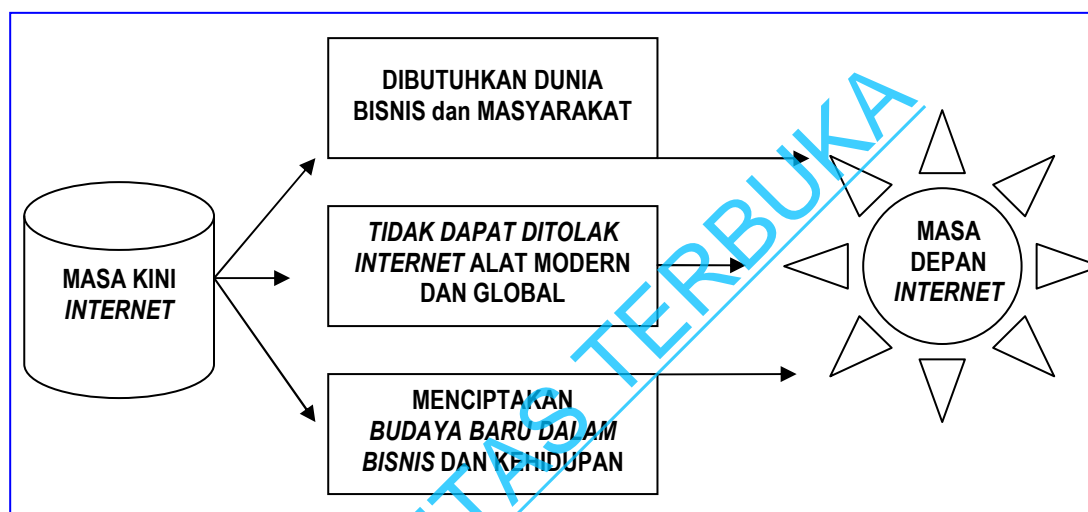 DIBUTUHKAN DUNIA
BISNIS dan MASYARAKAT
MASA KINI
INTERNET
TIDAK DAPAT DITOLAK
INTERNET ALAT MODERN
DAN GLOBAL
MENCIPTAKAN
BUDAYA BARU DALAM
BISNIS DAN KEHIDUPAN
MASA
DEPAN
INTERNET
TAS TERBUKA